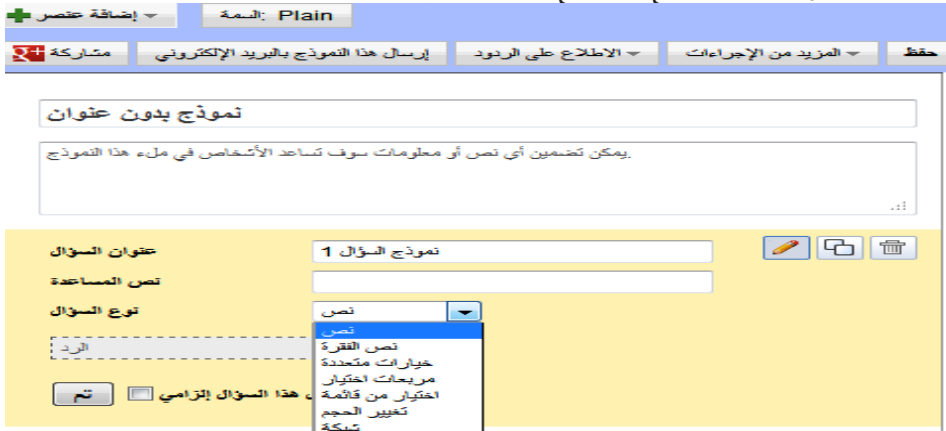 إضافة عنصر السمة: Plain
حفظ المزيد من الإجراءات الاطلاع على الردود إرسال هذا النموذج بالبريد الإلكتروني مشاركة
نموذج بدون عنوان
يمكن تضمين أي نص أو معلومات سوف تساعد الأشخاص في ملء هذا النموذج.
عنوان السؤال نموذج السؤال 1
نص المساعدة
نوع السؤال نص
نص
نص الفقرة
خيارات متعددة
مربعات اختيار
اختيار من قائمة
تغيير الحجم
شبكة
الرد
هذا السؤال إلزامي
تم